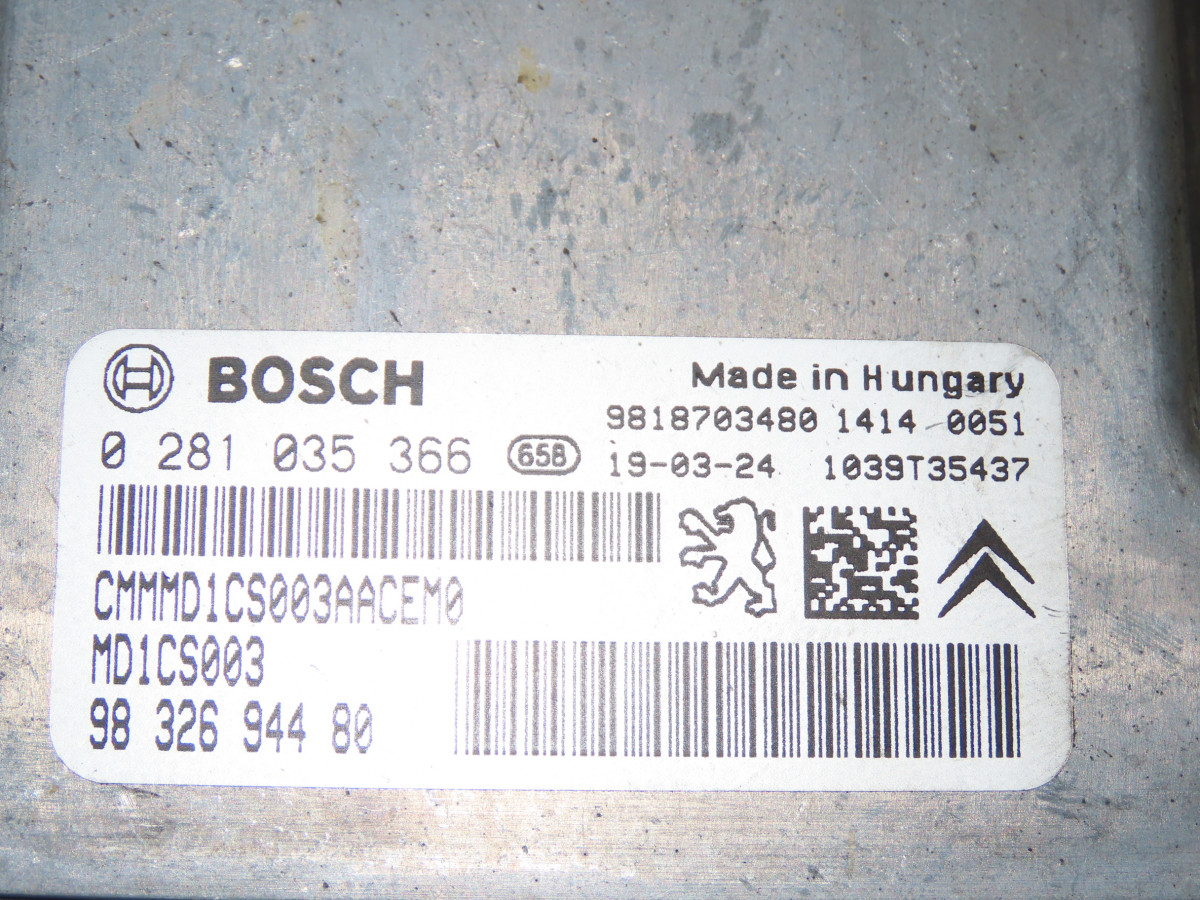 BOSCH
Made in Hungary
9818703480 1414 0051
0 281 035 366 65B 19-03-24 1039T35437
CMMMD1CS003AACEM0
MD1CS003
98 326 944 80